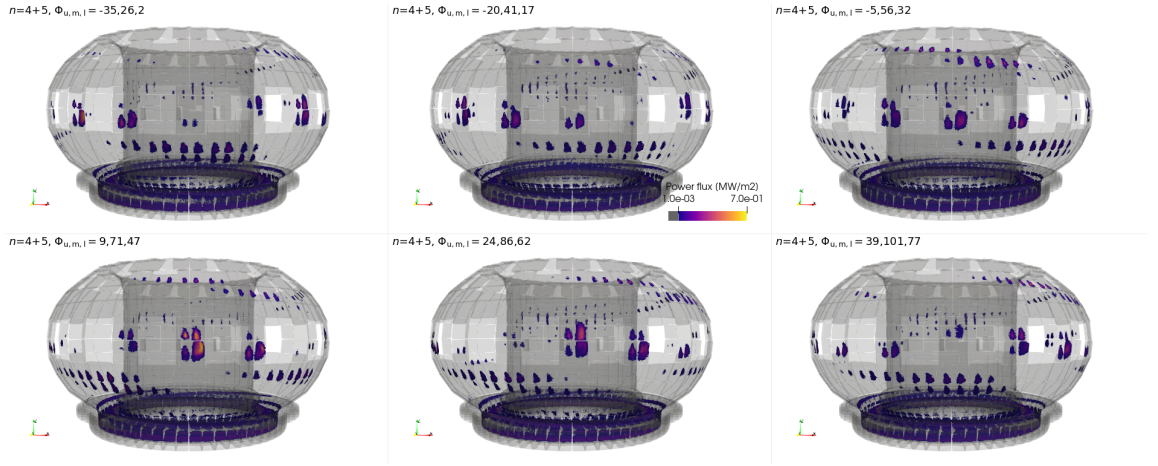 n=4+5, Φu, m, l = -35,26,2
n=4+5, Φu, m, l = -20,41,17
n=4+5, Φu, m, l = -5,56,32
Power flux (MW/m2)
1.0e-03 7.0e-01
n=4+5, Φu, m, l = 9,71,47
n=4+5, Φu, m, l = 24,86,62
n=4+5, Φu, m, l = 39,101,77